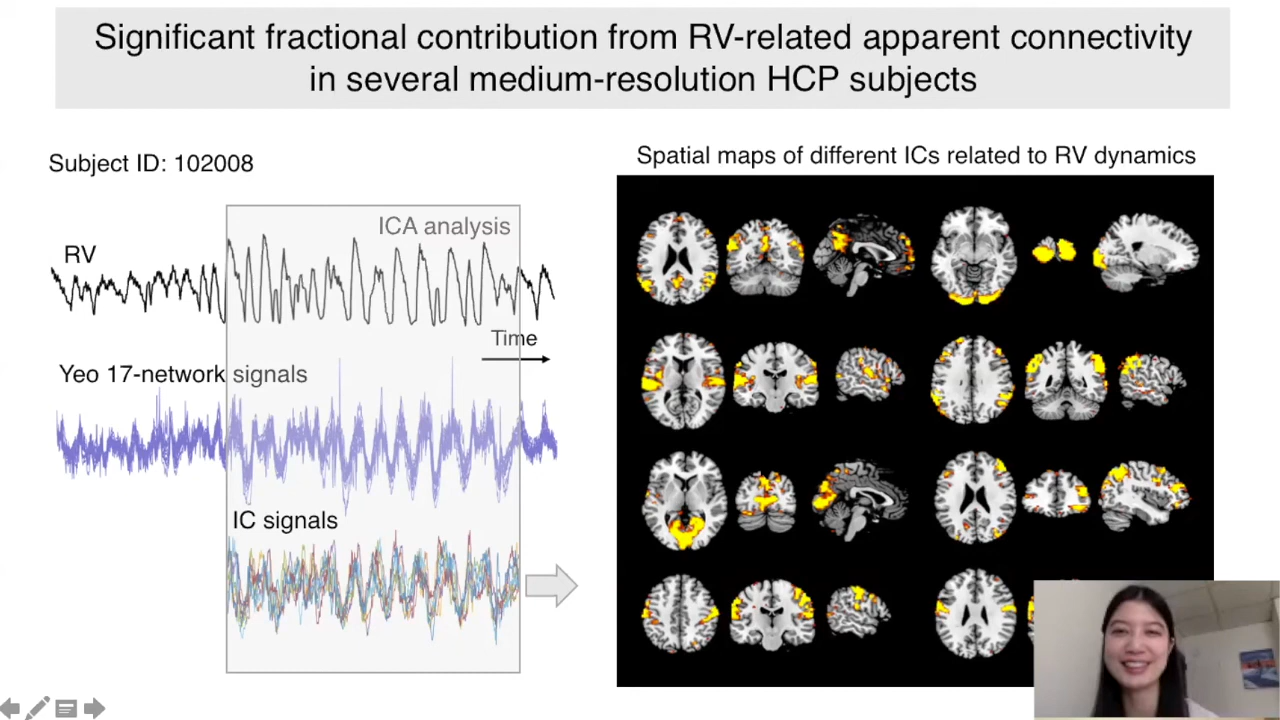 Significant fractional contribution from RV-related apparent connectivity
in several medium-resolution HCP subjects
Subject ID: 102008
Spatial maps of different ICs related to RV dynamics
ICA analysis
RV
Time
Yeo 17-network signals
IC signals